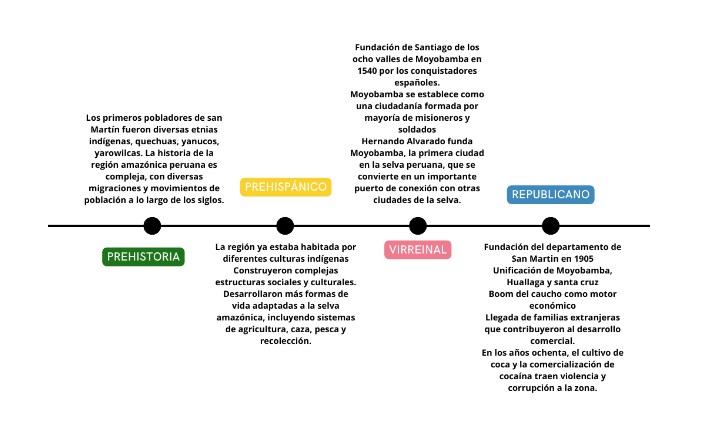 Los primeros pobladores de san
Martín fueron diversas etnias
indígenas, quechuas, yanucos,
yarowilcas. La historia de la
región amazónica peruana es
compleja, con diversas
migraciones y movimientos de
población a lo largo de los siglos.
PREHISTORIA
PREHISPÁNICO
La región ya estaba habitada por
diferentes culturas indígenas
Construyeron complejas
estructuras sociales y culturales.
Desarrollaron más formas de
vida adaptadas a la selva
amazónica, incluyendo sistemas
de agricultura, caza, pesca y
recolección.
Fundación de Santiago de los
ocho valles de Moyobamba en
1540 por los conquistadores
españoles.
Moyobamba se establece como
una ciudadanía formada por
mayoría de misioneros y
soldados
Hernando Alvarado funda
Moyobamba, la primera ciudad
en la selva peruana, que se
convierte en un importante
puerto de conexión con otras
ciudades de la selva.
VIRREINAL
REPUBLICANO
Fundación del departamento de
San Martin en 1905
Unificación de Moyobamba,
Huallaga y santa cruz
Boom del caucho como motor
económico
Llegada de familias extranjeras
que contribuyeron al desarrollo
comercial.
En los años ochenta, el cultivo de
coca y la comercialización de
cocaína traen violencia y
corrupción a la zona.